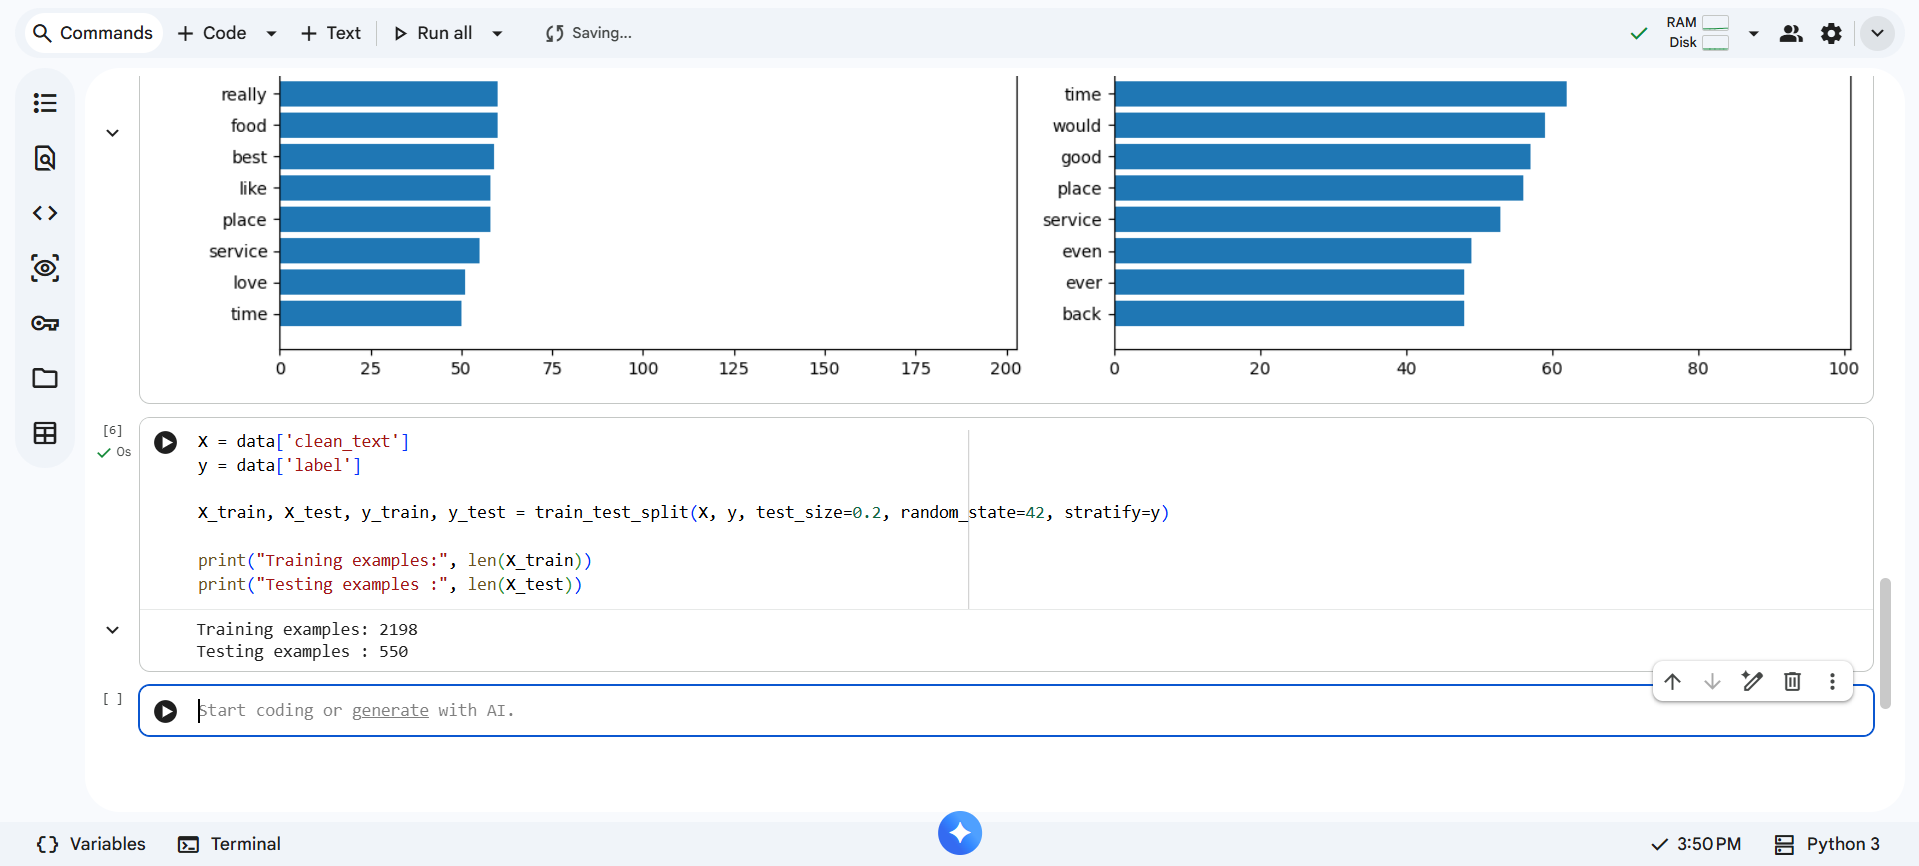 Commands + Code + Text Run all Saving... RAM
Disk
really
food
best
like
place
service
love
time
0 25 50 75 100 125 150 175 200
time
would
good
place
service
even
ever
back
0 20 40 60 80 100
[6]
0s
X = data['clean_text']
y = data['label']
X_train, X_test, y_train, y_test = train_test_split(X, y, test_size=0.2, random_state=42, stratify=y)
print("Training examples:", len(X_train))
print("Testing examples :", len(X_test))
Training examples: 2198
Testing examples : 550
[ ]
Start coding or generate with AI.
{} Variables Terminal 3:50 PM Python 3